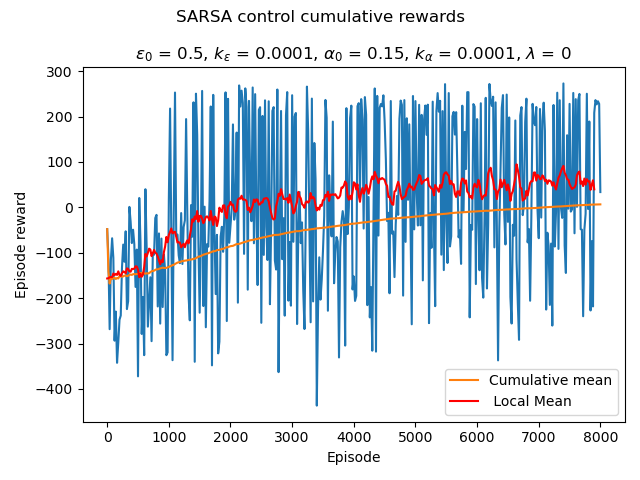 SARSA control cumulative rewards
ε₀ = 0.5, kε = 0.0001, α₀ = 0.15, kα = 0.0001, λ = 0
300
200
100
0
−100
−200
−300
−400
Episode reward
Cumulative mean
Local Mean
0 1000 2000 3000 4000 5000 6000 7000 8000
Episode